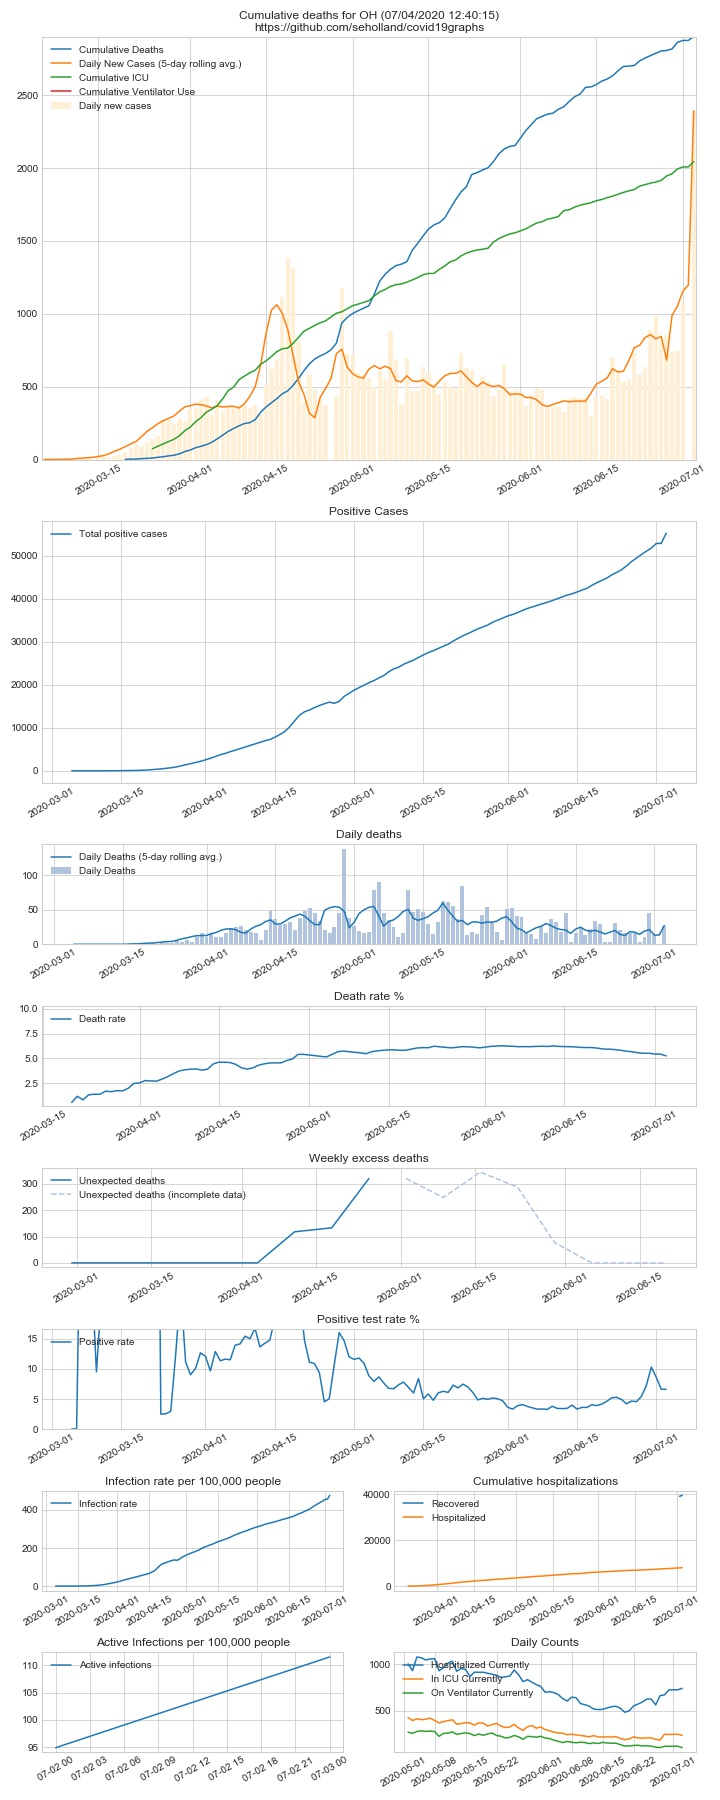 Cumulative deaths for OH (07/04/2020 12:40:15)
https://github.com/seholland/covid19graphs
Cumulative Deaths
Daily New Cases (5-day rolling avg.)
Cumulative ICU
Cumulative Ventilator Use
Daily new cases
2500
2000
1500
1000
500
0
2020-03-15 2020-04-01 2020-04-15 2020-05-01 2020-05-15 2020-06-01 2020-06-15 2020-07-01
Positive Cases
Total positive cases
50000
40000
30000
20000
10000
0
2020-03-01 2020-03-15 2020-04-01 2020-04-15 2020-05-01 2020-05-15 2020-06-01 2020-06-15 2020-07-01
Daily deaths
Daily Deaths (5-day rolling avg.)
Daily Deaths
100
50
0
2020-03-01 2020-03-15 2020-04-01 2020-04-15 2020-05-01 2020-05-15 2020-06-01 2020-06-15 2020-07-01
Death rate %
10.0
Death rate
7.5
5.0
2.5
2020-03-15 2020-04-01 2020-04-15 2020-05-01 2020-05-15 2020-06-01 2020-06-15 2020-07-01
Weekly excess deaths
Unexpected deaths
Unexpected deaths (incomplete data)
300
200
100
0
2020-03-01 2020-03-15 2020-04-01 2020-04-15 2020-05-01 2020-05-15 2020-06-01 2020-06-15
Positive test rate %
Positive rate
15
10
5
0
2020-03-01 2020-03-15 2020-04-01 2020-04-15 2020-05-01 2020-05-15 2020-06-01 2020-06-15 2020-07-01
Infection rate per 100,000 people
Infection rate
400
200
0
2020-03-01 2020-03-15 2020-04-01 2020-04-15 2020-05-01 2020-05-15 2020-06-01 2020-06-15 2020-07-01
Cumulative hospitalizations
40000
Recovered
Hospitalized
20000
0
2020-04-01 2020-04-15 2020-05-01 2020-05-15 2020-06-01 2020-06-15 2020-07-01
Active Infections per 100,000 people
Active infections
110
105
100
95
07-02 00 07-02 03 07-02 06 07-02 09 07-02 12 07-02 15 07-02 18 07-02 21 07-03 00
Daily Counts
Hospitalized Currently
In ICU Currently
On Ventilator Currently
1000
500
2020-05-01 2020-05-08 2020-05-15 2020-05-22 2020-06-01 2020-06-08 2020-06-15 2020-06-22 2020-07-01